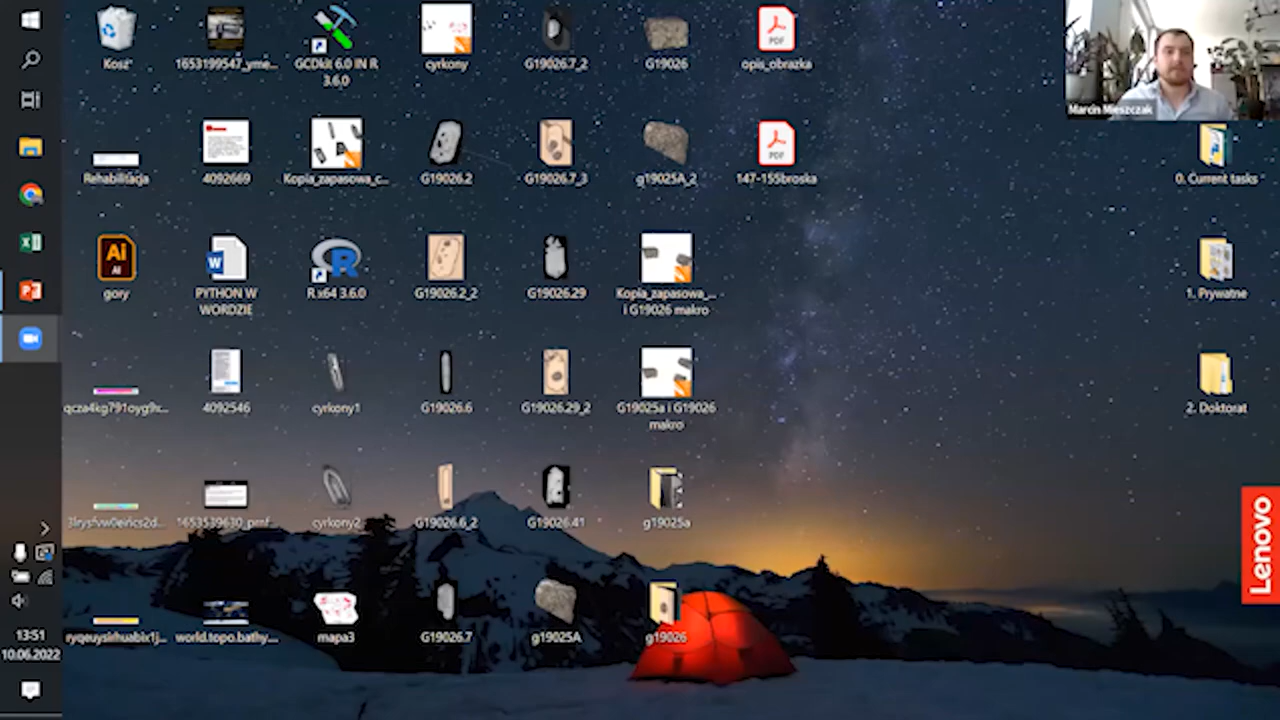 Kosz
1653199547_yme...
GCDkit 6.0 IN R
3.6.0
cyrkony
G19026.7_2
G19026
opis_obrazka
PDF
Marcin Mieszczak
Rehabilitacja
4092669
Kopia_zapasowa_c...
G19026.2
G19026.7_3
g19025A_2
147-155broska
PDF
0. Current tasks
Ai
AI
gory
W
PYTHON W
WORDZIE
R
R x64 3.6.0
G19026.2_2
G19026.29
Kopia_zapasowa_...
i G19026 makro
1. Prywatne
4092546
cyrkony1
G19026.6
G19026.29_2
G19025a i G19026
makro
2. Doktorat
cyrkony2
G19026.6_2
G19026.41
g19025a
Lenovo
world.topo.bathy....
mapa3
G19026.7
g19025A
g19026
13:51
10.06.2022